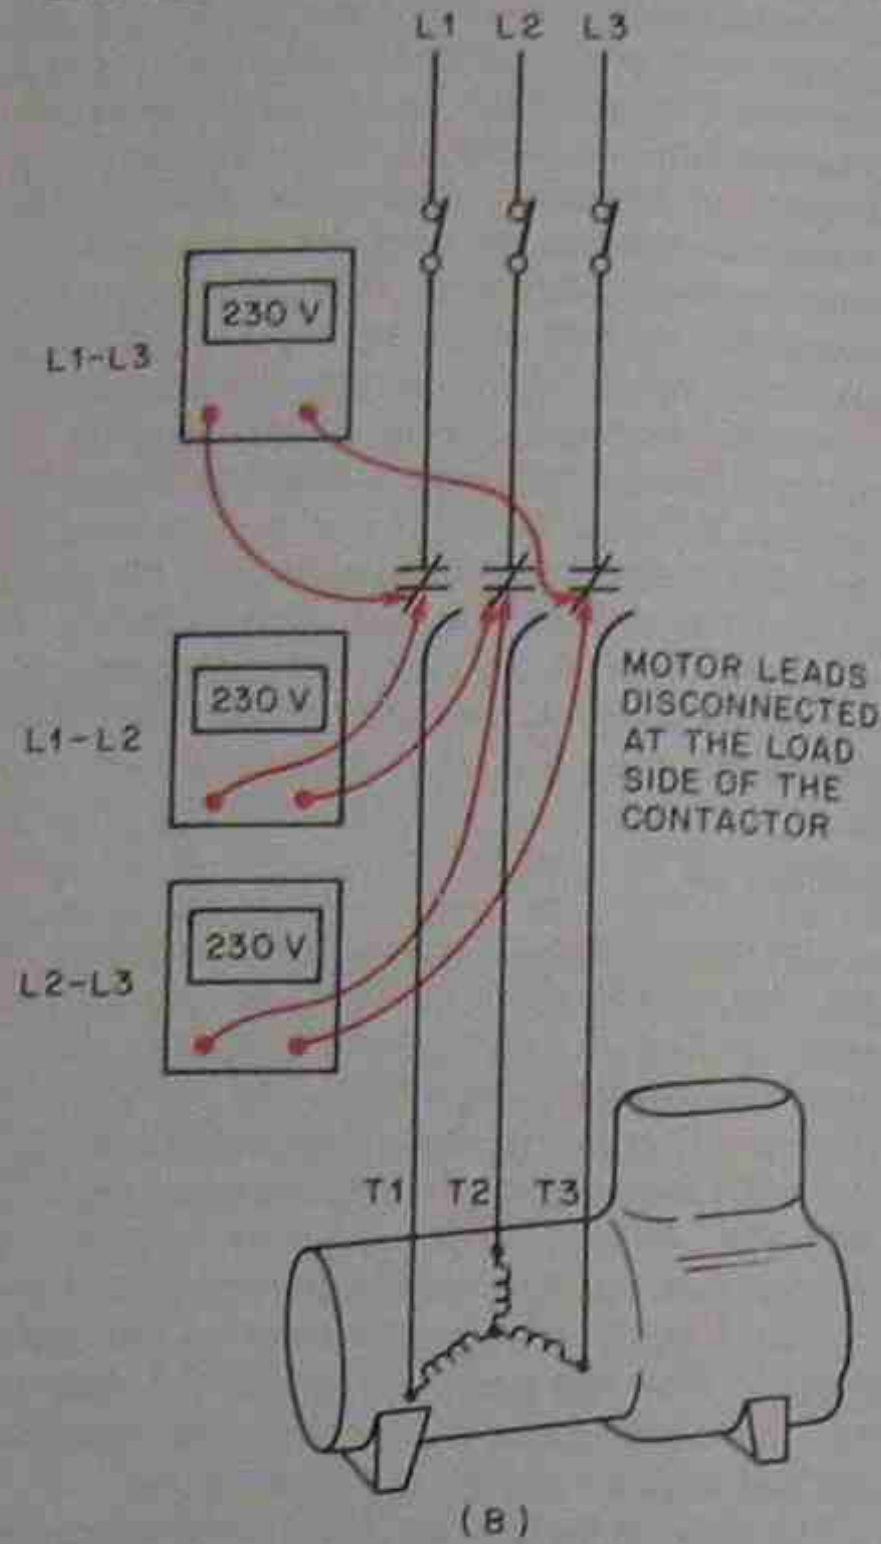 L1 L2 L3
230 V
L1-L3
230 V
L1-L2
MOTOR LEADS
DISCONNECTED
AT THE LOAD
SIDE OF THE
CONTACTOR
230 V
L2-L3
T1 T2 T3
(B)